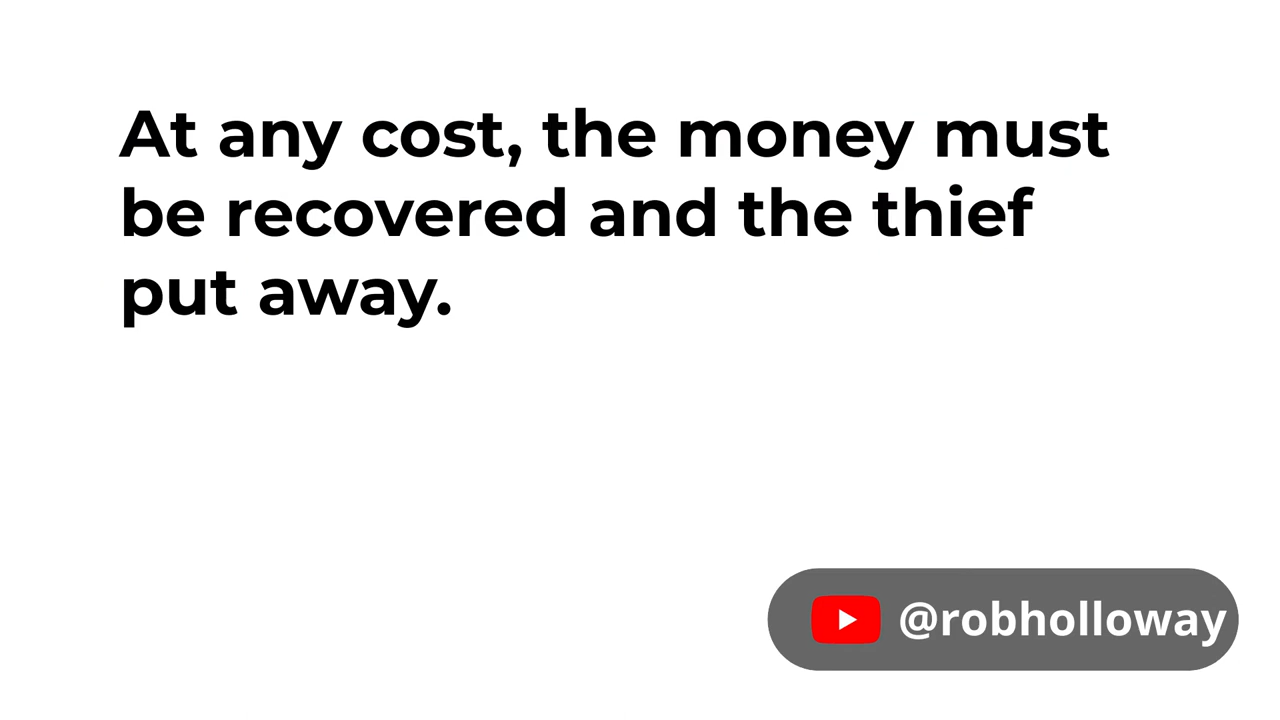 At any cost, the money must
be recovered and the thief
put away.
@robholloway